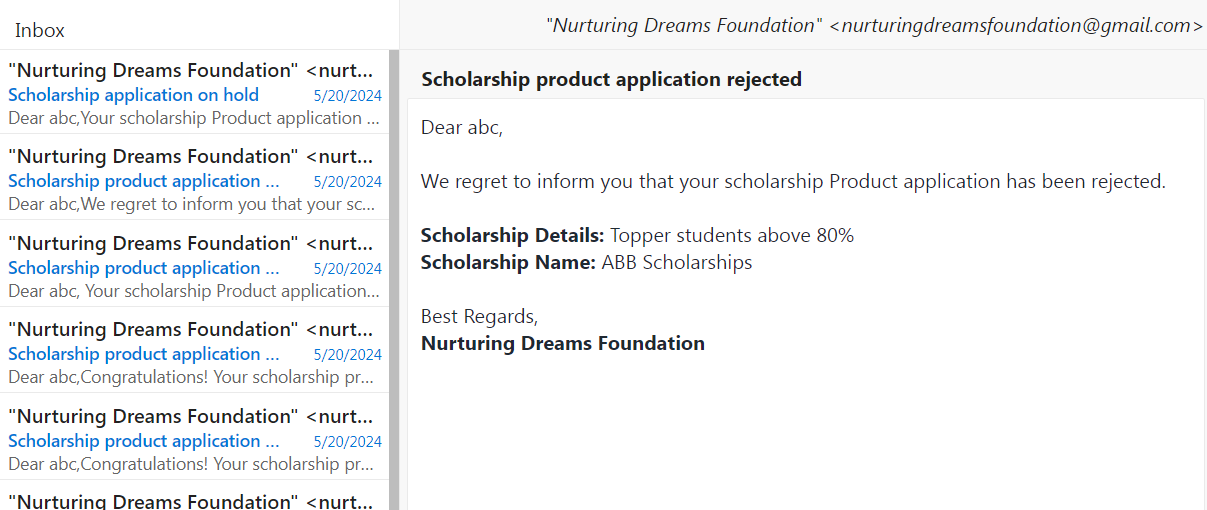 Inbox
"Nurturing Dreams Foundation" <nurt...
Scholarship application on hold 5/20/2024
Dear abc,Your scholarship Product application ...
"Nurturing Dreams Foundation" <nurt...
Scholarship product application ... 5/20/2024
Dear abc,We regret to inform you that your sc...
"Nurturing Dreams Foundation" <nurt...
Scholarship product application ... 5/20/2024
Dear abc, Your scholarship Product application...
"Nurturing Dreams Foundation" <nurt...
Scholarship product application ... 5/20/2024
Dear abc,Congratulations! Your scholarship pr...
"Nurturing Dreams Foundation" <nurt...
Scholarship product application ... 5/20/2024
Dear abc,Congratulations! Your scholarship pr...
"Nurturing Dreams Foundation" <nurt...
"Nurturing Dreams Foundation" <nurturingdreamsfoundation@gmail.com>
Scholarship product application rejected
Dear abc,
We regret to inform you that your scholarship Product application has been rejected.
Scholarship Details: Topper students above 80%
Scholarship Name: ABB Scholarships
Best Regards,
Nurturing Dreams Foundation